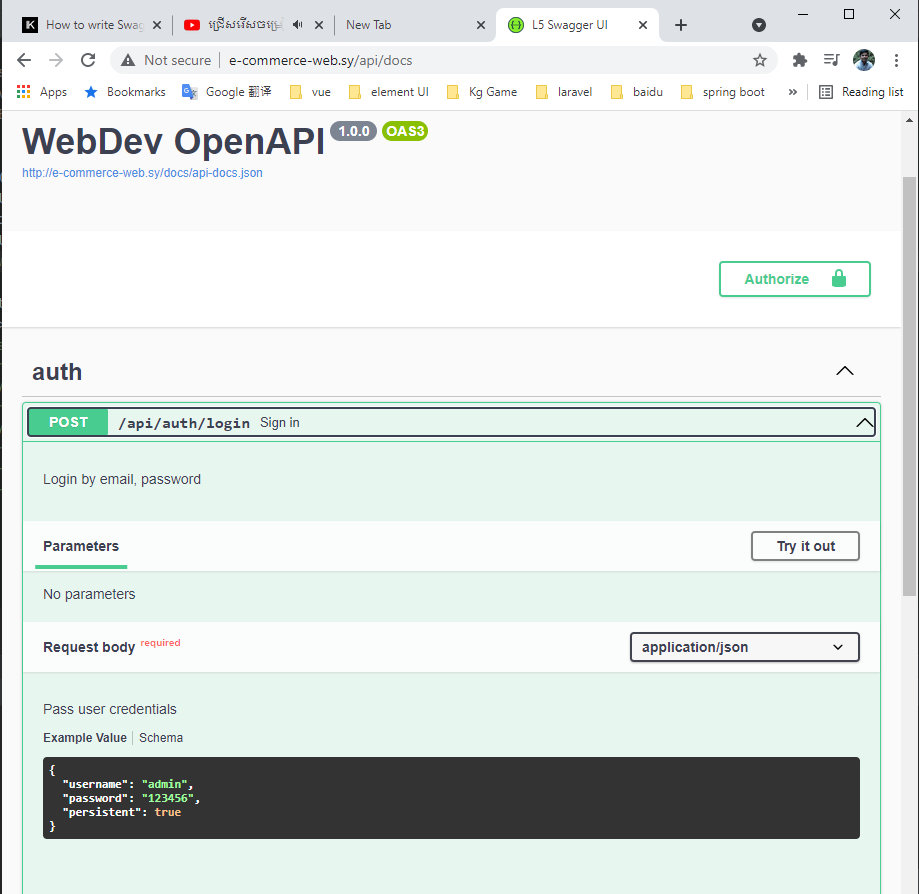 How to write Swag
ជ្រើសរើសចម្រៀ
New Tab
L5 Swagger UI
Not secure
e-commerce-web.sy/api/docs
Apps
Bookmarks
Google 翻译
vue
element UI
Kg Game
laravel
baidu
spring boot
»
Reading list
WebDev OpenAPI 1.0.0 OAS3
http://e-commerce-web.sy/docs/api-docs.json
Authorize
auth
POST /api/auth/login Sign in
Login by email, password
Parameters
Try it out
No parameters
Request body required
application/json
Pass user credentials
Example Value Schema
{
"username": "admin",
"password": "123456",
"persistent": true
}